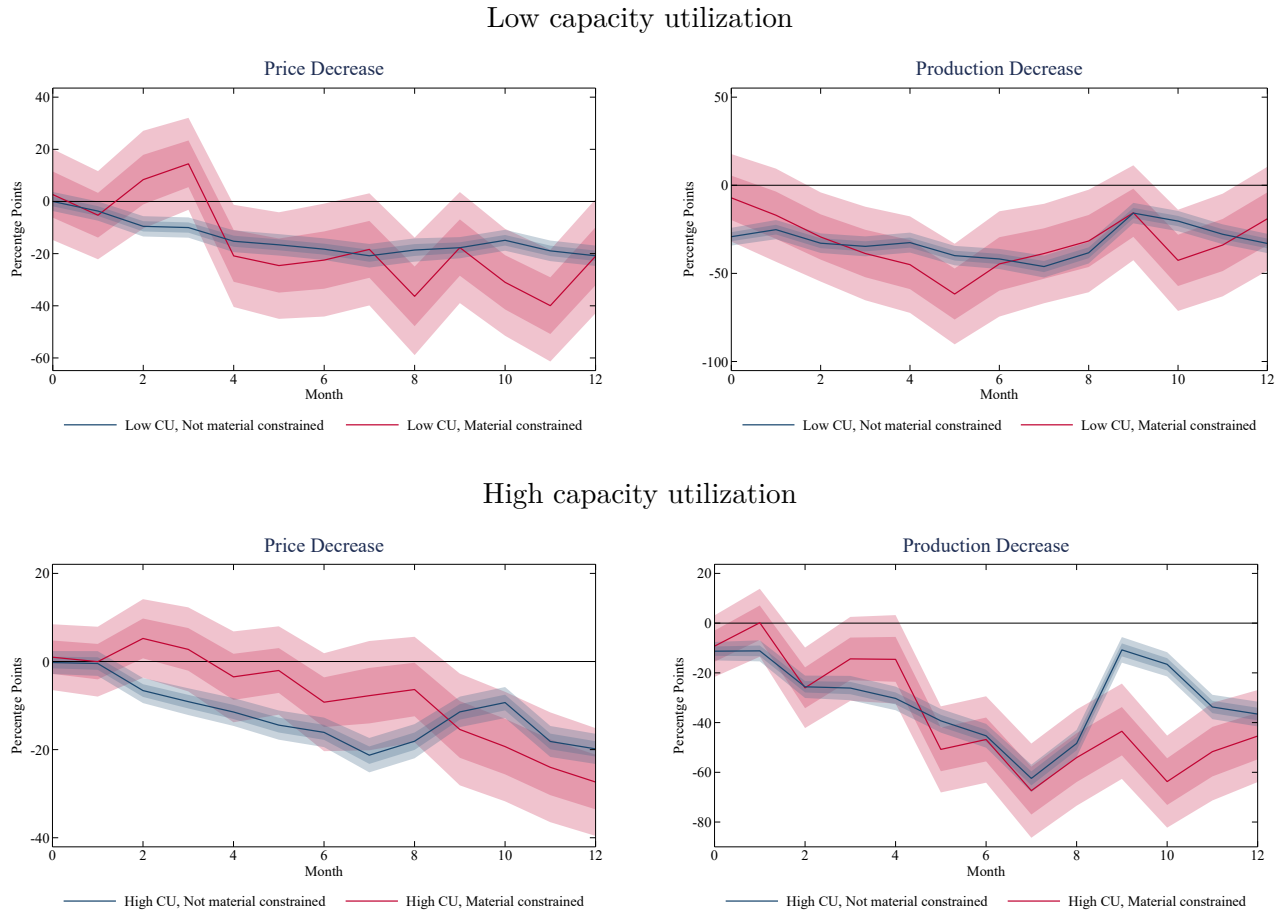 Low capacity utilization
Price Decrease
40
20
0
-20
-40
-60
Percentge Points
0 2 4 6 8 10 12
Month
Low CU, Not material constrained Low CU, Material constrained
Production Decrease
50
0
-50
-100
Percentge Points
0 2 4 6 8 10 12
Month
Low CU, Not material constrained Low CU, Material constrained
High capacity utilization
Price Decrease
20
0
-20
-40
Percentge Points
0 2 4 6 8 10 12
Month
High CU, Not material constrained High CU, Material constrained
Production Decrease
20
0
-20
-40
-60
-80
Percentge Points
0 2 4 6 8 10 12
Month
High CU, Not material constrained High CU, Material constrained